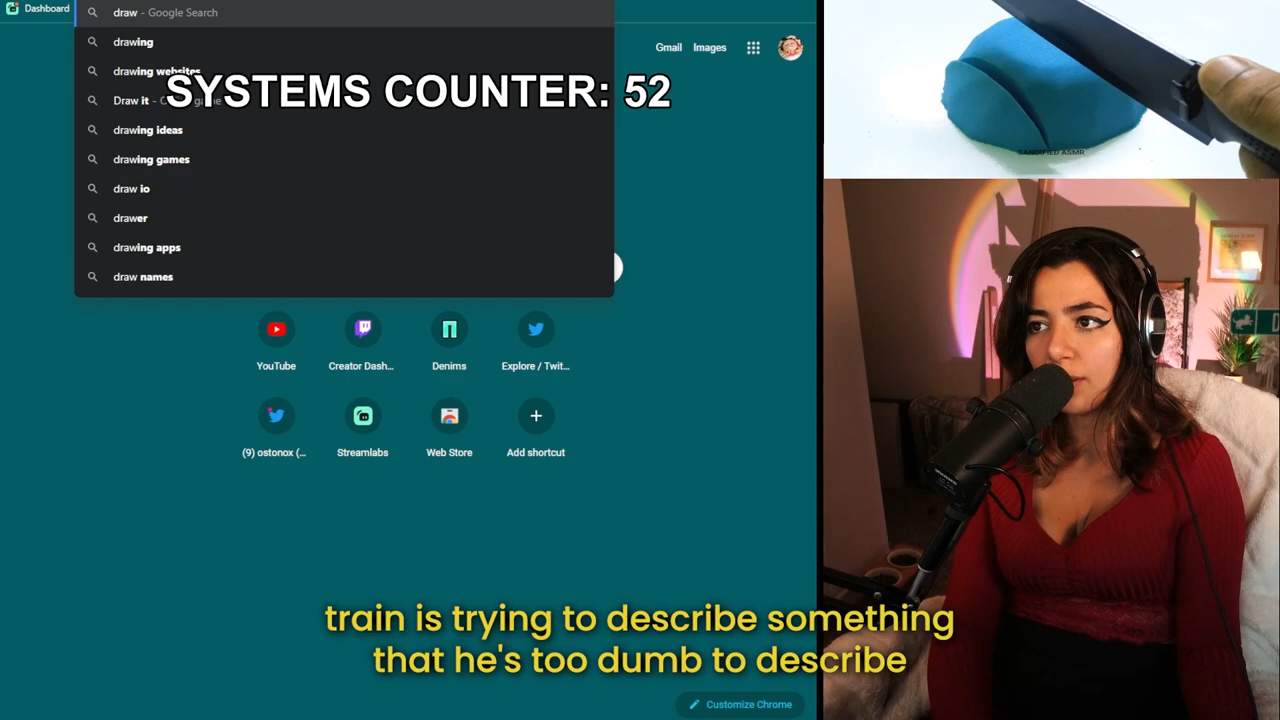 Dashboard
draw - Google Search
drawing
drawing websites
SYSTEMS COUNTER: 52
Draw it -
drawing ideas
drawing games
draw io
drawer
drawing apps
draw names
Gmail
Images
YouTube
Creator Dash...
Denims
Explore / Twit...
(9) ostonox (...
Streamlabs
Web Store
Add shortcut
SANDIFIED ASMR
train is trying to describe something
that he's too dumb to describe
Customize Chrome